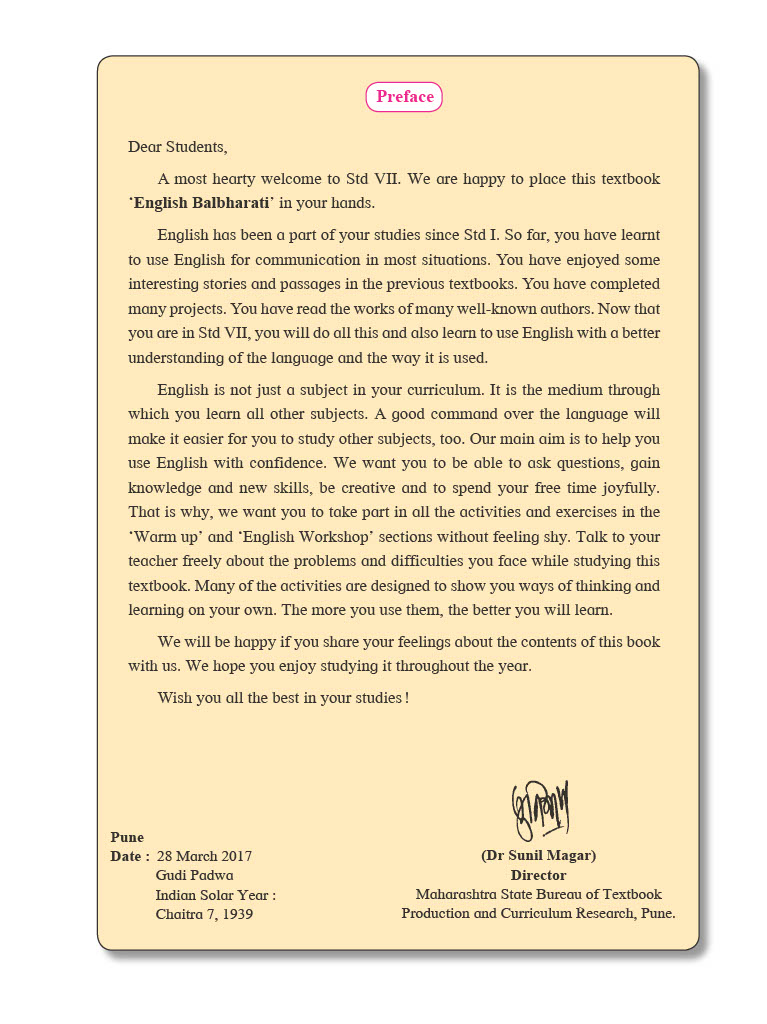 Preface
Dear Students,
A most hearty welcome to Std VII. We are happy to place this textbook
‘English Balbharati’ in your hands.
English has been a part of your studies since Std I. So far, you have learnt
to use English for communication in most situations. You have enjoyed some
interesting stories and passages in the previous textbooks. You have completed
many projects. You have read the works of many well-known authors. Now that
you are in Std VII, you will do all this and also learn to use English with a better
understanding of the language and the way it is used.
English is not just a subject in your curriculum. It is the medium through
which you learn all other subjects. A good command over the language will
make it easier for you to study other subjects, too. Our main aim is to help you
use English with confidence. We want you to be able to ask questions, gain
knowledge and new skills, be creative and to spend your free time joyfully.
That is why, we want you to take part in all the activities and exercises in the
‘Warm up’ and ‘English Workshop’ sections without feeling shy. Talk to your
teacher freely about the problems and difficulties you face while studying this
textbook. Many of the activities are designed to show you ways of thinking and
learning on your own. The more you use them, the better you will learn.
We will be happy if you share your feelings about the contents of this book
with us. We hope you enjoy studying it throughout the year.
Wish you all the best in your studies !
Pune
Date : 28 March 2017
Gudi Padwa
Indian Solar Year :
Chaitra 7, 1939
(Dr Sunil Magar)
Director
Maharashtra State Bureau of Textbook
Production and Curriculum Research, Pune.